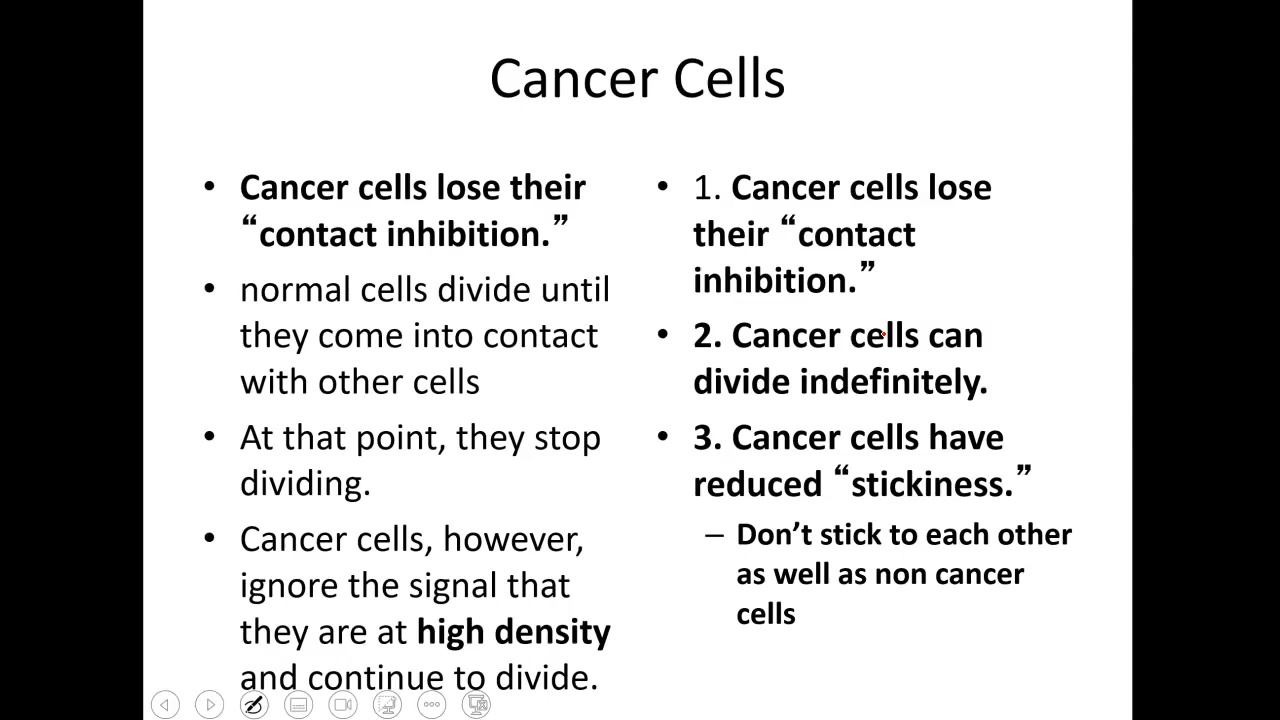 Cancer Cells
• Cancer cells lose their
“contact inhibition.”
• normal cells divide until
they come into contact
with other cells
• At that point, they stop
dividing.
• Cancer cells, however,
ignore the signal that
they are at high density
and continue to divide.
• 1. Cancer cells lose
their “contact
inhibition.”
• 2. Cancer cells can
divide indefinitely.
• 3. Cancer cells have
reduced “stickiness.”
– Don’t stick to each other
as well as non cancer
cells